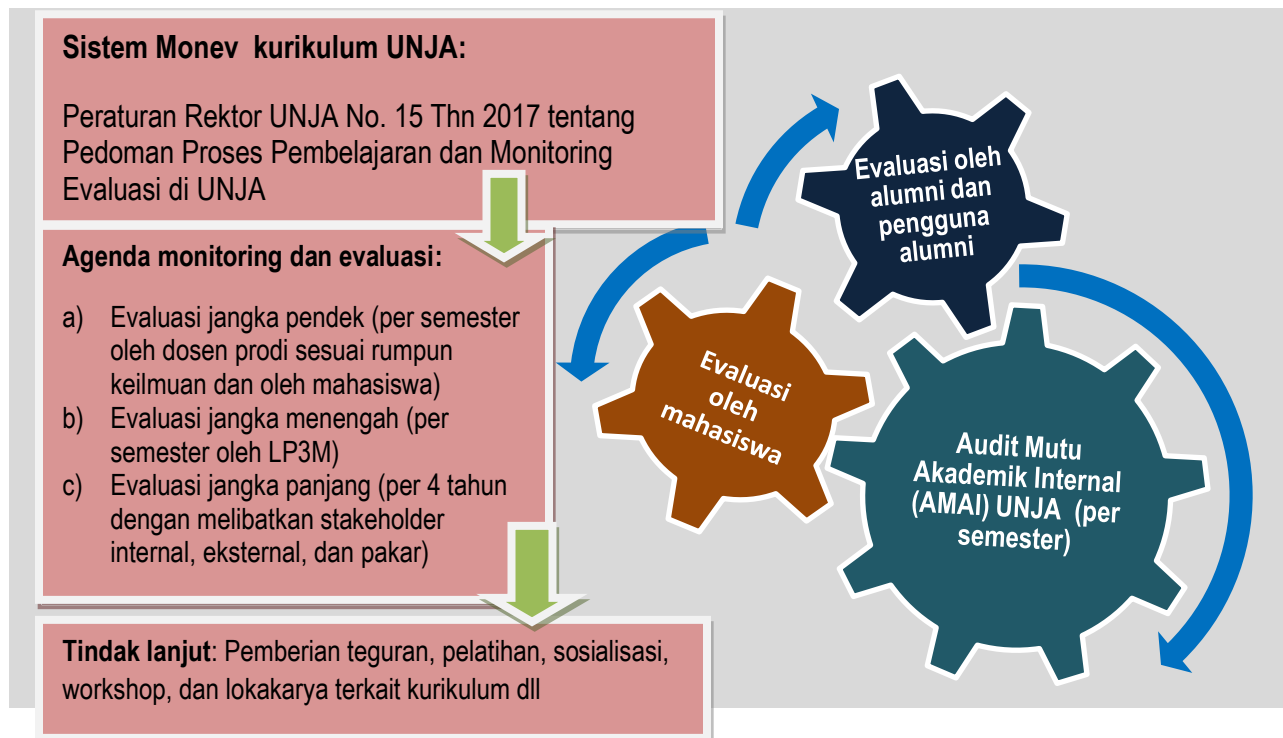 Sistem Monev kurikulum UNJA:
Peraturan Rektor UNJA No. 15 Thn 2017 tentang
Pedoman Proses Pembelajaran dan Monitoring
Evaluasi di UNJA
Agenda monitoring dan evaluasi:
a) Evaluasi jangka pendek (per semester
oleh dosen prodi sesuai rumpun
keilmuan dan oleh mahasiswa)
b) Evaluasi jangka menengah (per
semester oleh LP3M)
c) Evaluasi jangka panjang (per 4 tahun
dengan melibatkan stakeholder
internal, eksternal, dan pakar)
Tindak lanjut: Pemberian teguran, pelatihan, sosialisasi,
workshop, dan lokakarya terkait kurikulum dll
Evaluasi oleh
alumni dan
pengguna
alumni
Evaluasi
oleh
mahasiswa
Audit Mutu
Akademik Internal
(AMAI) UNJA (per
semester)